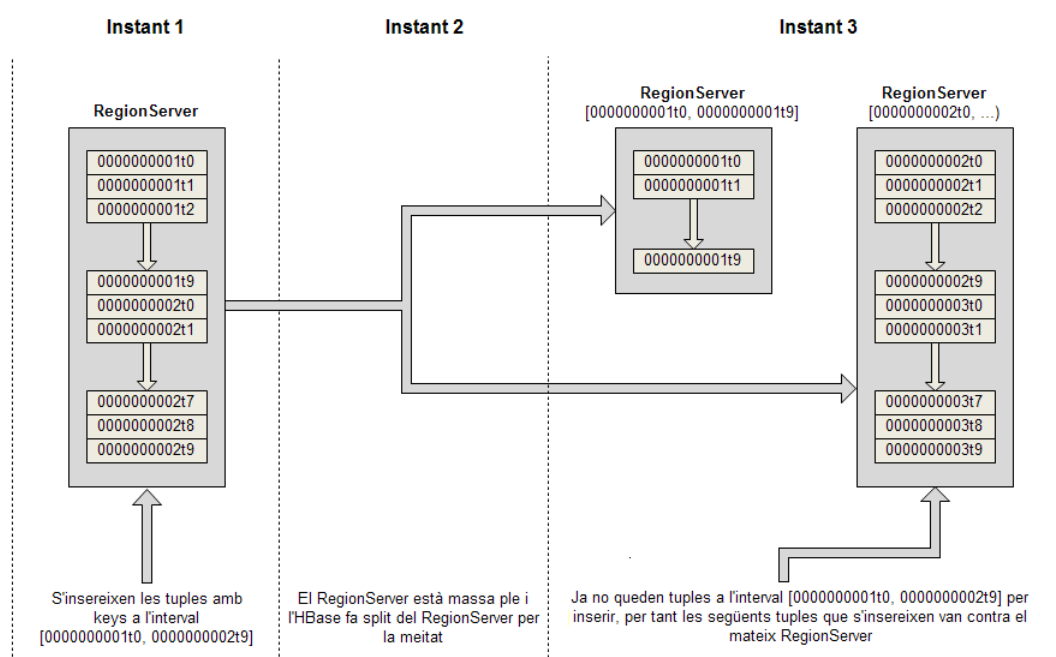 Instant 1
Instant 2
Instant 3
RegionServer
0000000001t0
0000000001t1
0000000001t2
0000000001t9
0000000002t0
0000000002t1
0000000002t7
0000000002t8
0000000002t9
S'insereixen les tuples amb
keys a l'interval
[0000000001t0, 0000000002t9]
El RegionServer està massa ple i
l'HBase fa split del RegionServer per
la meitat
RegionServer
[0000000001t0, 0000000001t9]
0000000001t0
0000000001t1
0000000001t9
RegionServer
[0000000002t0, ...)
0000000002t0
0000000002t1
0000000002t2
0000000002t9
0000000003t0
0000000003t1
0000000003t7
0000000003t8
0000000003t9
Ja no queden tuples a l'interval [0000000001t0, 0000000002t9] per
inserir, per tant les següents tuples que s'insereixen van contra el
mateix RegionServer